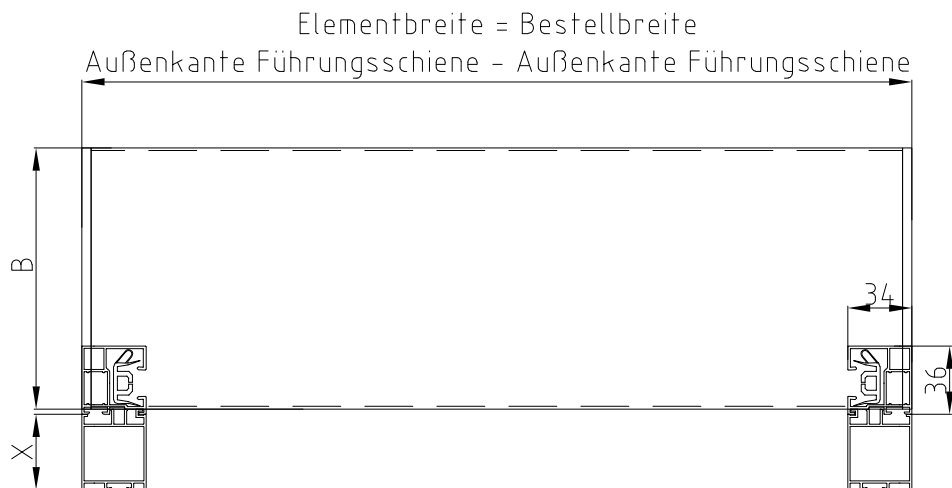 Elementbreite = Bestellbreite
Außenkante Führungsschiene - Außenkante Führungsschiene
B
34
36
X